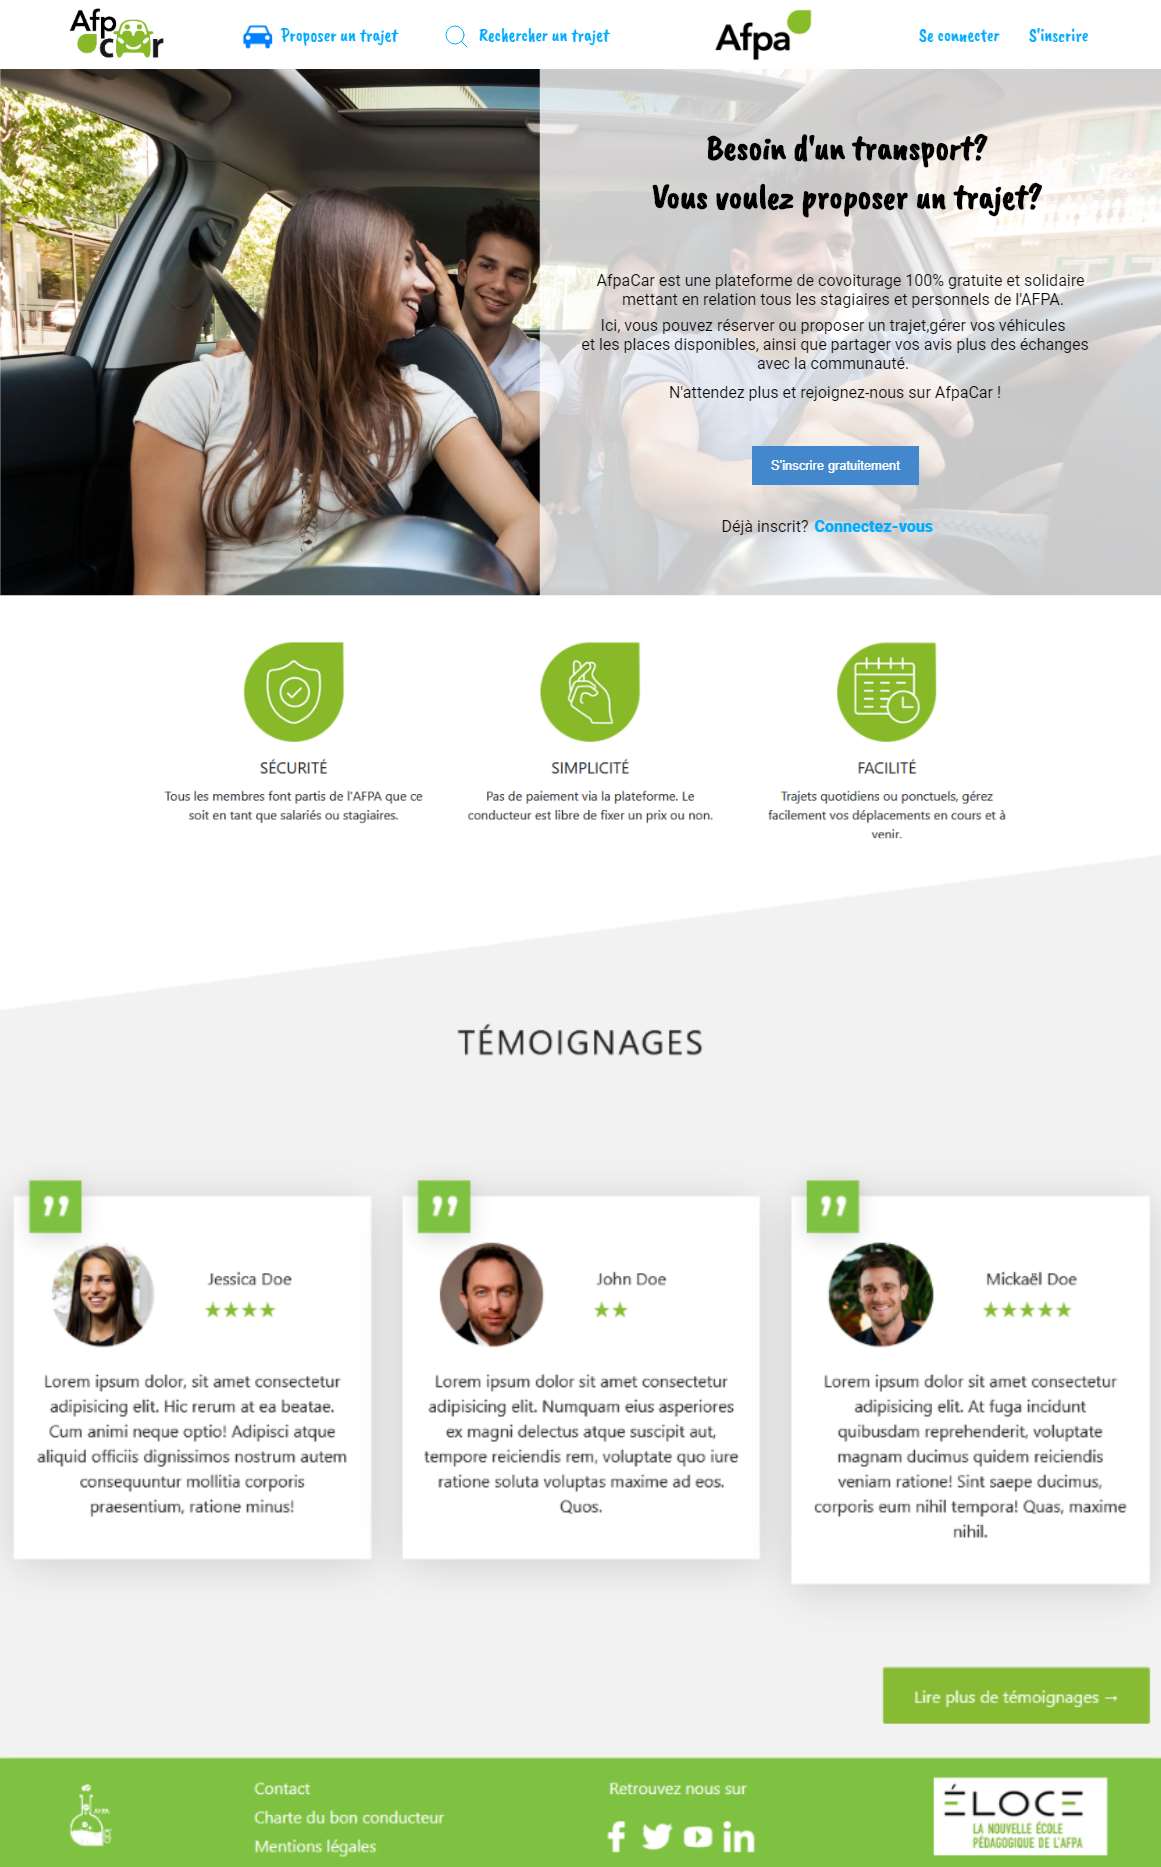 Afp
car
Proposer un trajet
Rechercher un trajet
Afpa
Se connecter
S'inscrire
Besoin d'un transport?
Vous voulez proposer un trajet?
AfpaCar est une plateforme de covoiturage 100% gratuite et solidaire
mettant en relation tous les stagiaires et personnels de l'AFPA.
Ici, vous pouvez réserver ou proposer un trajet,gérer vos véhicules
et les places disponibles, ainsi que partager vos avis plus des échanges
avec la communauté.
N'attendez plus et rejoignez-nous sur AfpaCar !
S'inscrire gratuitement
Déjà inscrit? Connectez-vous
SÉCURITÉ
Tous les membres font partis de l'AFPA que ce
soit en tant que salariés ou stagiaires.
SIMPLICITÉ
Pas de paiement via la plateforme. Le
conducteur est libre de fixer un prix ou non.
FACILITÉ
Trajets quotidiens ou ponctuels, gérez
facilement vos déplacements en cours et à
venir.
TÉMOIGNAGES
Jessica Doe
★★★★
Lorem ipsum dolor, sit amet consectetur
adipisicing elit. Hic rerum at ea beatae.
Cum animi neque optio! Adipisci atque
aliquid officiis dignissimos nostrum autem
consequuntur mollitia corporis
praesentium, ratione minus!
John Doe
★★
Lorem ipsum dolor sit amet consectetur
adipisicing elit. Numquam eius asperiores
ex magni delectus atque suscipit aut,
tempore reiciendis rem, voluptate quo iure
ratione soluta voluptas maxime ad eos.
Quos.
Mickaël Doe
★★★★★
Lorem ipsum dolor sit amet consectetur
adipisicing elit. At fuga incidunt
quibusdam reprehenderit, voluptate
magnam ducimus quidem reiciendis
veniam ratione! Sint saepe ducimus,
corporis eum nihil tempora! Quas, maxime
nihil.
Lire plus de témoignages →
AFPA
Contact
Charte du bon conducteur
Mentions légales
Retrouvez nous sur
ÉLOCE
LA NOUVELLE ÉCOLE
PÉDAGOGIQUE DE L'AFPA